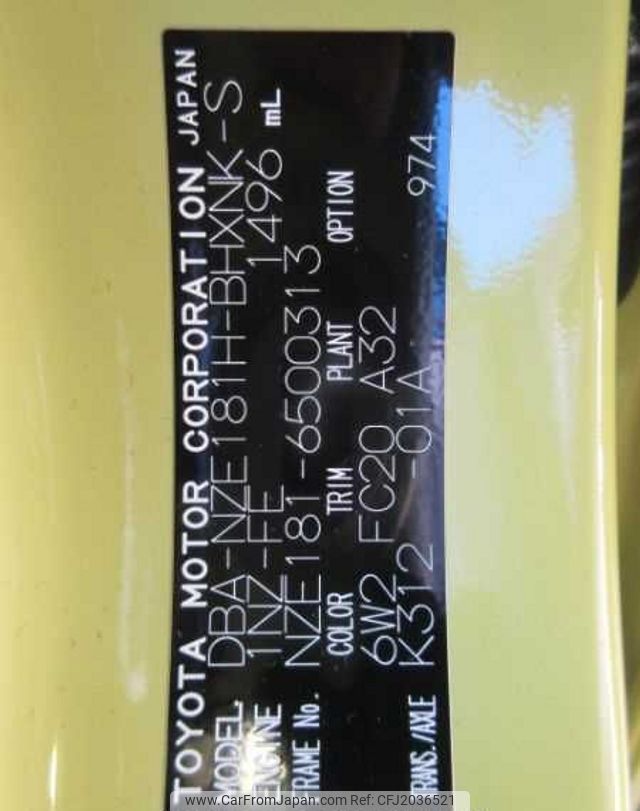 TOYOTA MOTOR CORPORATION JAPAN
MODEL DBA-NZE181H-BHXNK-S
ENGINE 1NZ-FE 1496 mL
FRAME No. NZE181-6500313
COLOR TRIM PLANT OPTION
6W2 FC20 A32
TRANS./AXLE K312 -01A 974
www.CarFromJapan.com Ref:CFJ2036521